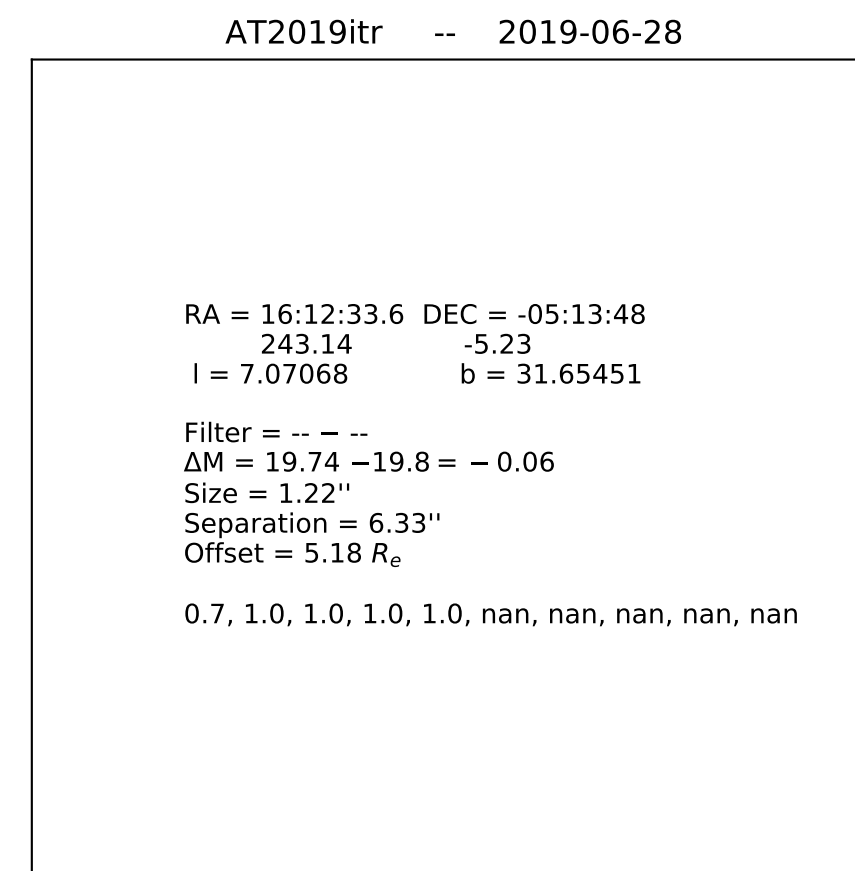 AT2019itr -- 2019-06-28
RA = 16:12:33.6 DEC = -05:13:48
243.14 -5.23
l = 7.07068 b = 31.65451
Filter = -- − --
ΔM = 19.74 −19.8 = − 0.06
Size = 1.22''
Separation = 6.33''
Offset = 5.18 Re
0.7, 1.0, 1.0, 1.0, 1.0, nan, nan, nan, nan, nan